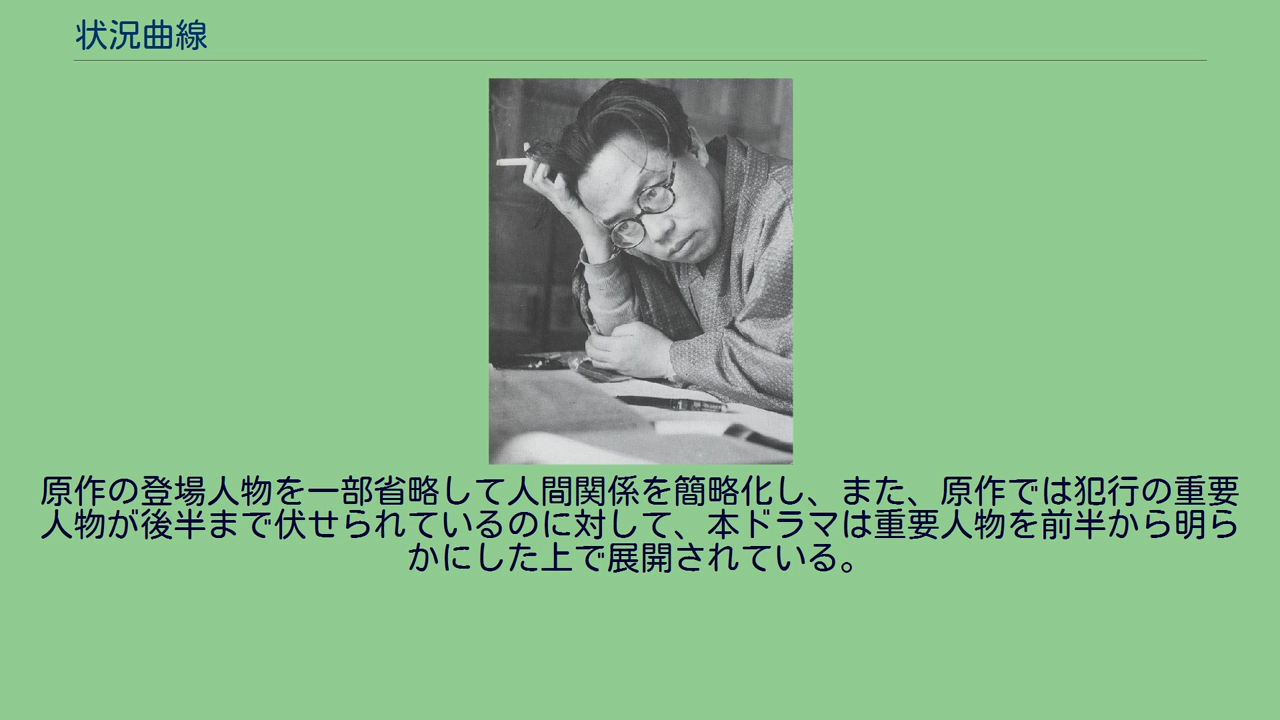 状況曲線
原作の登場人物を一部省略して人間関係を簡略化し、また、原作では犯行の重要
人物が後半まで伏せられているのに対して、本ドラマは重要人物を前半から明ら
かにした上で展開されている。